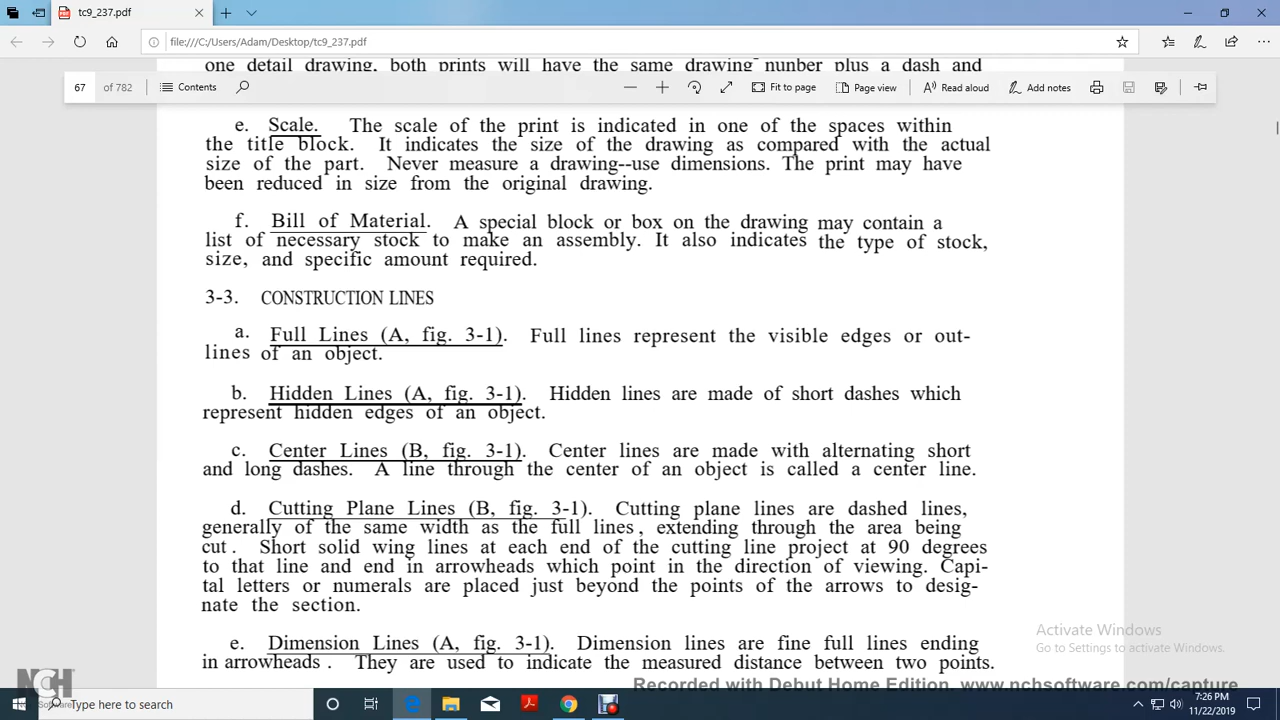 tc9_237.pdf
file:///C:/Users/Adam/Desktop/tc9_237.pdf
one detail drawing, both prints will have the same drawing nunber plus a dash and
67 of 782 Contents Fit to page Page view Read aloud Add notes
e. Scale. The scale of the print is indicated in one of the spaces within
the title block. It indicates the size of the drawing as compared with the actual
size of the part. Never measure a drawing--use dimensions. The print may have
been reduced in size from the original drawing.
f. Bill of Material. A special block or box on the drawing may contain a
list of necessary stock to make an assembly. It also indicates the type of stock,
size, and specific amount required.
3-3. CONSTRUCTION LINES
a. Full Lines (A, fig. 3-1). Full lines represent the visible edges or out-
lines of an object.
b. Hidden Lines (A, fig. 3-1). Hidden lines are made of short dashes which
represent hidden edges of an object.
c. Center Lines (B, fig. 3-1). Center lines are made with alternating short
and long dashes. A line through the center of an object is called a center line.
d. Cutting Plane Lines (B, fig. 3-1). Cutting plane lines are dashed lines,
generally of the same width as the full lines, extending through the area being
cut. Short solid wing lines at each end of the cutting line project at 90 degrees
to that line and end in arrowheads which point in the direction of viewing. Capi-
tal letters or numerals are placed just beyond the points of the arrows to desig-
nate the section.
Activate Windows
Go to Settings to activate Windows.
e. Dimension Lines (A, fig. 3-1). Dimension lines are fine full lines ending
in arrowheads. They are used to indicate the measured distance between two points.
NCH
Recorded with Debut Home Edition. www.nchsoftware.com/capture
Type here to search
7:26 PM
11/22/2019